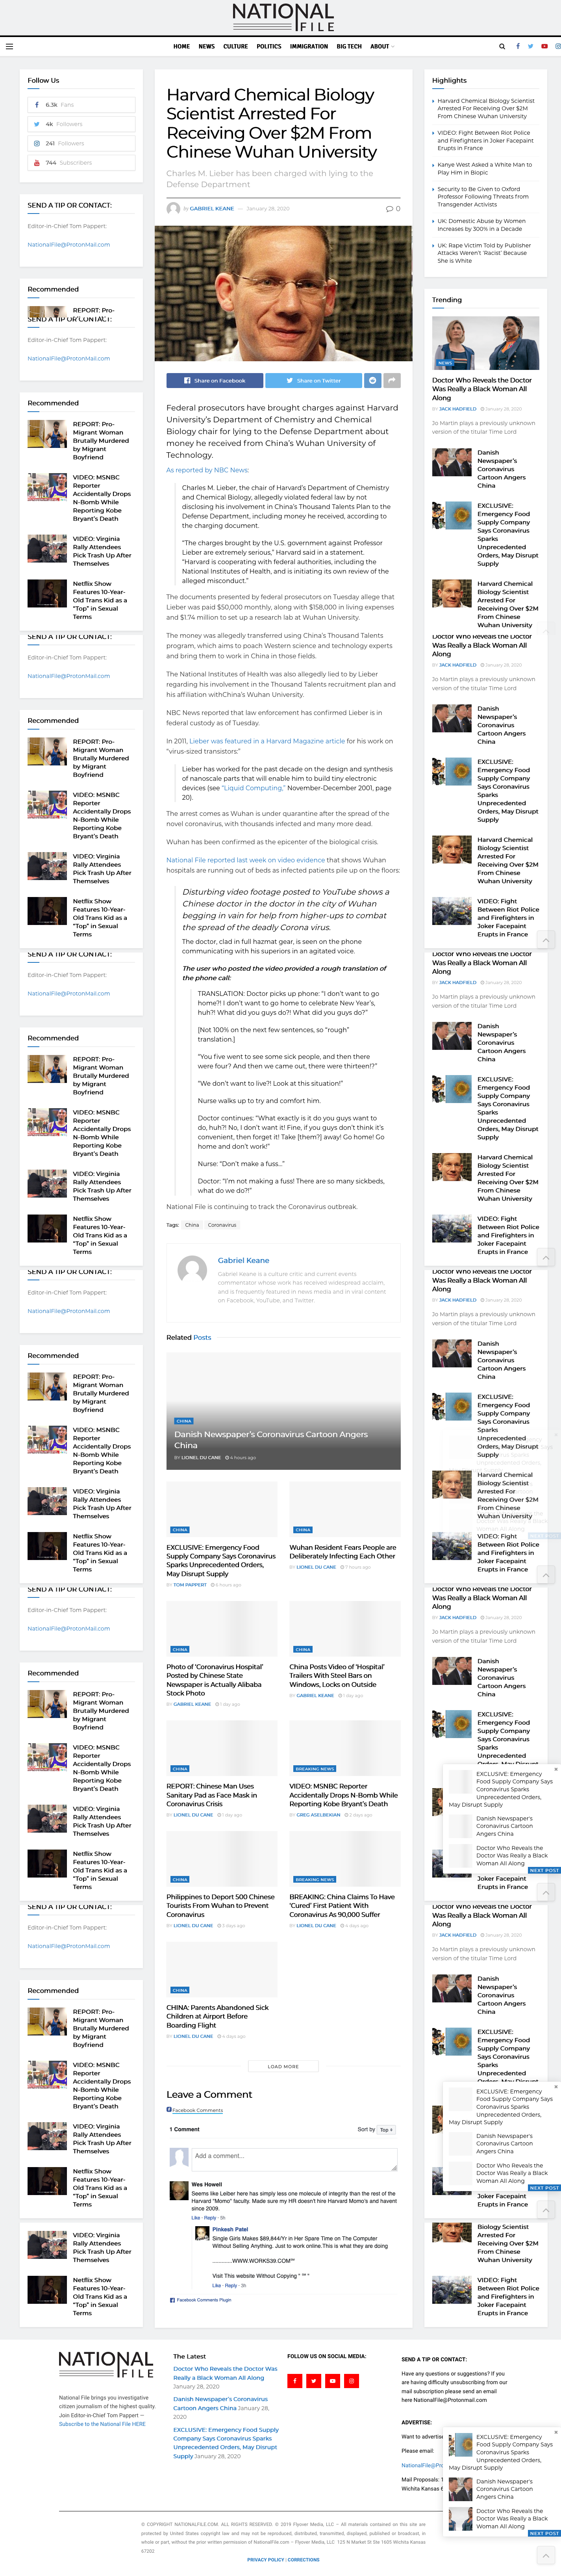 NATIONAL FILE
HOME NEWS CULTURE POLITICS IMMIGRATION BIG TECH ABOUT
Follow Us
6.3k Fans
4k Followers
241 Followers
744 Subscribers
SEND A TIP OR CONTACT:
Editor-in-Chief Tom Pappert:
NationalFile@ProtonMail.com
Recommended
REPORT: Pro-
SEND A TIP OR CONTACT:
Editor-in-Chief Tom Pappert:
NationalFile@ProtonMail.com
Recommended
REPORT: Pro-
Migrant Woman
Brutally Murdered
by Migrant
Boyfriend
VIDEO: MSNBC
Reporter
Accidentally Drops
N-Bomb While
Reporting Kobe
Bryant's Death
VIDEO: Virginia
Rally Attendees
Pick Trash Up After
Themselves
Netflix Show
Features 10-Year-
Old Trans Kid as a
"Top" in Sexual
Terms
Harvard Chemical Biology
Scientist Arrested For
Receiving Over $2M From
Chinese Wuhan University
Charles M. Lieber has been charged with lying to the
Defense Department
by GABRIEL KEANE — January 28, 2020
0
Share on Facebook
Share on Twitter
Federal prosecutors have brought charges against Harvard
University's Department of Chemistry and Chemical
Biology chair for lying to the Defense Department about
money he received from China's Wuhan University of
Technology.
As reported by NBC News:
Charles M. Lieber, the chair of Harvard's Department of Chemistry
and Chemical Biology, allegedly violated federal law by not
disclosing his involvement in China's Thousand Talents Plan to the
Defense Department, including money he received, according to
the charging document.
"The charges brought by the U.S. government against Professor
Lieber are extremely serious," Harvard said in a statement.
"Harvard is cooperating with federal authorities, including the
National Institutes of Health, and is initiating its own review of the
alleged misconduct."
The documents presented by federal prosecutors on Tuesday allege that
Lieber was paid $50,000 monthly, along with $158,000 in living expenses
and $1.74 million to set up a research lab at Wuhan University.
The money was allegedly transferred using China's Thousand Talents
program, which aims to poach Western science and technology experts
and bring them to work in China in those fields.
The National Institutes of Health was also allegedly lied to by Lieber
regarding his involvement in the Thousand Talents Recruitment plan and
his affiliation withChina's Wuhan University.
NBC News reported that law enforcement has confirmed Lieber is in
federal custody as of Tuesday.
In 2011, Lieber was featured in a Harvard Magazine article for his work on
"virus-sized transistors:"
Lieber has worked for the past decade on the design and synthesis
of nanoscale parts that will enable him to build tiny electronic
devices (see "Liquid Computing," November-December 2001, page
20).
The arrest comes as Wuhan is under quarantine after the spread of the
novel coronavirus, with thousands infected and many more dead.
Wuhan has been confirmed as the epicenter of the biological crisis.
National File reported last week on video evidence that shows Wuhan
hospitals are running out of beds as infected patients pile up on the floors:
Disturbing video footage posted to YouTube shows a
Chinese doctor in the doctor in the city of Wuhan
begging in vain for help from higher-ups to combat
the spread of the deadly Corona virus.
The doctor, clad in full hazmat gear, is seen on the phone
communicating with his superiors in an agitated voice.
The user who posted the video provided a rough translation of
the phone call:
TRANSLATION: Doctor picks up phone: "I don't want to go
home? I don't want to go home to celebrate New Year's,
huh?! What did you guys do?! What did you guys do?"
[Not 100% on the next few sentences, so "rough"
translation.]
"You five went to see some sick people, and then there
were four? And then we came out, there were thirteen!?"
"We don't want to live?! Look at this situation!"
Nurse walks up to try and comfort him.
Doctor continues: "What exactly is it do you guys want to
do, huh?! No, I don't want it! Fine, if you guys don't think it's
convenient, then forget it! Take [them?] away! Go home! Go
home and don't work!"
Nurse: "Don't make a fuss…"
Doctor: "I'm not making a fuss! There are so many sickbeds,
what do we do??"
National File is continuing to track the Coronavirus outbreak.
Tags: China Coronavirus
Gabriel Keane
Gabriel Keane is a culture critic and current events
commentator whose work has received widespread acclaim,
and is frequently featured in news media and in viral content
on Facebook, YouTube, and Twitter.
Related Posts
CHINA
Danish Newspaper's Coronavirus Cartoon Angers
China
BY LIONEL DU CANE 4 hours ago
CHINA
EXCLUSIVE: Emergency Food
Supply Company Says Coronavirus
Sparks Unprecedented Orders,
May Disrupt Supply
BY TOM PAPPERT
CHINA
Wuhan Resident Fears People are
Deliberately Infecting Each Other
BY LIONEL DU CANE
CHINA
Photo of 'Coronavirus Hospital'
Posted by Chinese State
Newspaper is Actually Alibaba
Stock Photo
BY GABRIEL KEANE 1 day ago
CHINA
China Posts Video of 'Hospital'
Trailers With Steel Bars on
Windows, Locks on Outside
BY GABRIEL KEANE 1 day ago
CHINA
REPORT: Chinese Man Uses
Sanitary Pad as Face Mask in
Coronavirus Crisis
BY LIONEL DU CANE 1 day ago
BREAKING NEWS
VIDEO: MSNBC Reporter
Accidentally Drops N-Bomb While
Reporting Kobe Bryant's Death
BY GREG ASELBEKIAN 2 days ago
CHINA
Philippines to Deport 500 Chinese
Tourists From Wuhan to Prevent
Coronavirus
BY LIONEL DU CANE
BREAKING NEWS
BREAKING: China Claims To Have
'Cured' First Patient With
Coronavirus As 90,000 Suffer
BY LIONEL DU CANE
CHINA
CHINA: Parents Abandoned Sick
Children at Airport Before
Boarding Flight
BY LIONEL DU CANE
LOAD MORE
Leave a Comment
Facebook Comments
1 Comment
Sort by Top
Add a comment...
Wes Howell
Seems like Lieber here has simply less one molecule of integrity than the mean of that of the
Harvard "Momo" faculty. Made sure my HR doesn't hire Harvard Momo's and havent
since 2009.
Like · Reply · 5h
Pinkesh Patel
Single Girls Makes $89,844/Yr in Her Spare Time on The Computer
Without Selling Anything. Just to work online.This is what they are doing
Visit This website Without Copying " "" "
Like · Reply · 3h
Facebook Comments Plugin
Highlights
Harvard Chemical Biology Scientist
Arrested For Receiving Over $2M
From Chinese Wuhan University
VIDEO: Fight Between Riot Police
and Firefighters in Joker Facepaint
Erupts in France
Kanye West Asked a White Man to
Play Him in Biopic
Security to Be Given to Oxford
Professor Following Threats from
Transgender Activists
UK: Domestic Abuse by Women
Increases by 300% in a Decade
UK: Rape Victim Told by Publisher
Attacks Weren't 'Racist' Because
She is White
Trending
NEWS
Doctor Who Reveals the Doctor
Was Really a Black Woman All
Along
BY JACK HADFIELD January 28, 2020
Jo Martin plays a previously unknown
version of the titular Time Lord
Danish
Newspaper's
Coronavirus
Cartoon Angers
China
EXCLUSIVE:
Emergency Food
Supply Company
Says Coronavirus
Sparks
Unprecedented
Orders, May Disrupt
Supply
Harvard Chemical
Biology Scientist
Arrested For
Receiving Over $2M
From Chinese
Wuhan University
VIDEO: Fight
Between Riot Police
and Firefighters in
Joker Facepaint
Erupts in France
NATIONAL FILE
National File brings you investigative
citizen journalism of the highest quality.
Join Editor-in-Chief Tom Pappert —
Subscribe to the National File HERE
The Latest
Doctor Who Reveals the Doctor Was
Really a Black Woman All Along
January 28, 2020
Danish Newspaper's Coronavirus
Cartoon Angers China January 28,
2020
EXCLUSIVE: Emergency Food Supply
Company Says Coronavirus Sparks
Unprecedented Orders, May Disrupt
Supply January 28, 2020
FOLLOW US ON SOCIAL MEDIA:
SEND A TIP OR CONTACT:
Have any questions or suggestions? If you
are having difficulty unsubscribing from our
mail subscription please send an email
here NationalFile@Protonmail.com
ADVERTISE:
Want to advertise
Please email:
NationalFile@Pro
Mail Proposals: 1
Wichita Kansas 6
EXCLUSIVE: Emergency
Food Supply Company Says
Coronavirus Sparks
Unprecedented Orders,
May Disrupt Supply
Danish Newspaper's
Coronavirus Cartoon
Angers China
Doctor Who Reveals the
Doctor Was Really a Black
Woman All Along
NEXT POST
© COPYRIGHT NATIONALFILE.COM. ALL RIGHTS RESERVED. © 2019 Flyover Media, LLC – All materials contained on this site are
protected by United States copyright law and may not be reproduced, distributed, transmitted, displayed, published or broadcast, in
whole or part, without the prior written permission of NationalFile.com – Flyover Media, LLC 125 N Market St Ste 1605 Wichita Kansas
67202
PRIVACY POLICY | CORRECTIONS